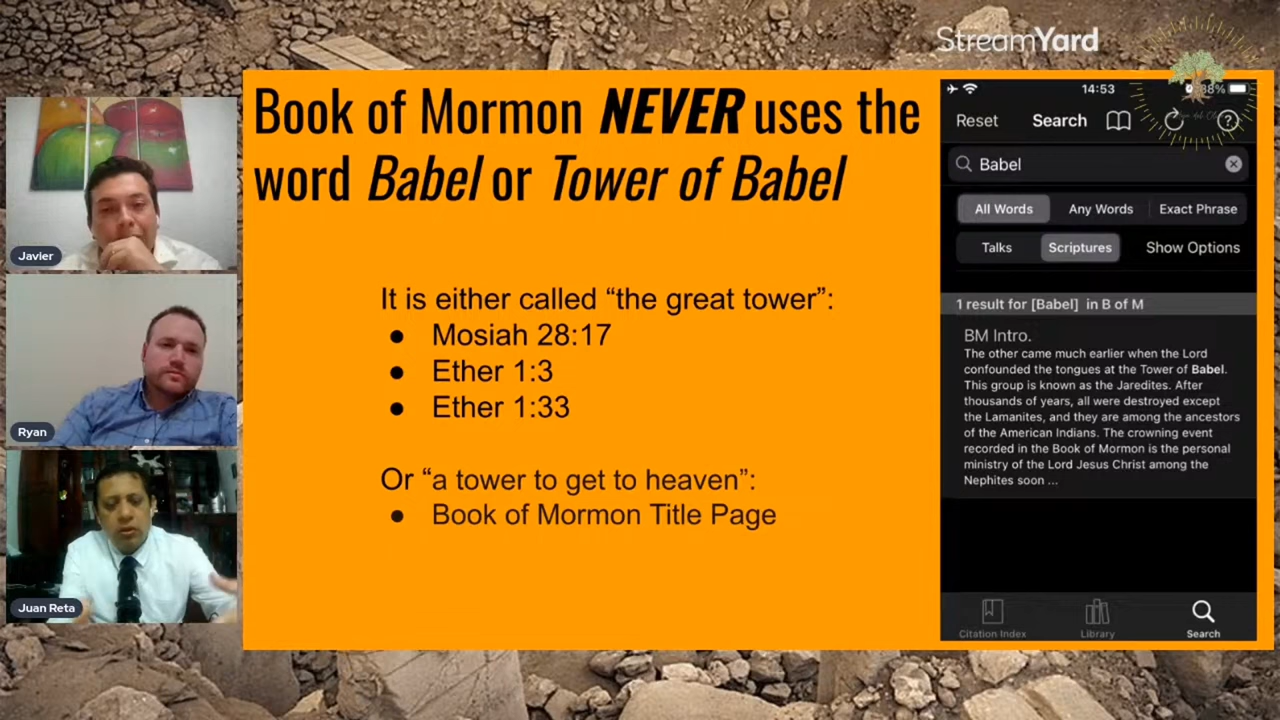 StreamYard
Book of Mormon NEVER uses the
word Babel or Tower of Babel
It is either called “the great tower”:
● Mosiah 28:17
● Ether 1:3
● Ether 1:33
Or “a tower to get to heaven”:
● Book of Mormon Title Page
14:53
88%
Reset
Search
Babel
All Words
Any Words
Exact Phrase
Talks
Scriptures
Show Options
1 result for [Babel] in B of M
BM Intro.
The other came much earlier when the Lord
confounded the tongues at the Tower of Babel.
This group is known as the Jaredites. After
thousands of years, all were destroyed except
the Lamanites, and they are among the ancestors
of the American Indians. The crowning event
recorded in the Book of Mormon is the personal
ministry of the Lord Jesus Christ among the
Nephites soon ...
Citation Index
Library
Search
Javier
Ryan
Juan Reta